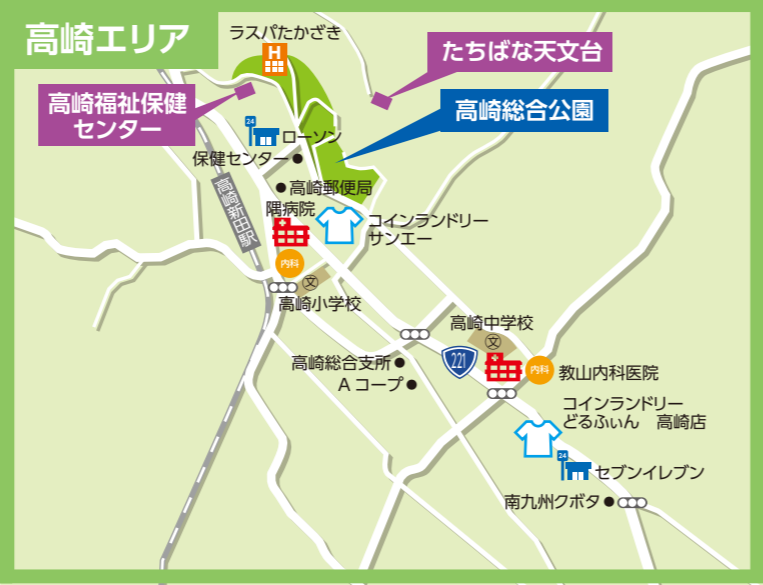 高崎エリア
ラスパたかざき
H
たちばな天文台
高崎福祉保健
センター
高崎総合公園
24
ローソン
保健センター
高崎郵便局
高崎新田駅
隅病院
コインランドリー
サンエー
内科
文
高崎小学校
高崎中学校
文
高崎総合支所
221
内科
教山内科医院
Aコープ
コインランドリー
どるふぃん 高崎店
24
セブンイレブン
南九州クボタ